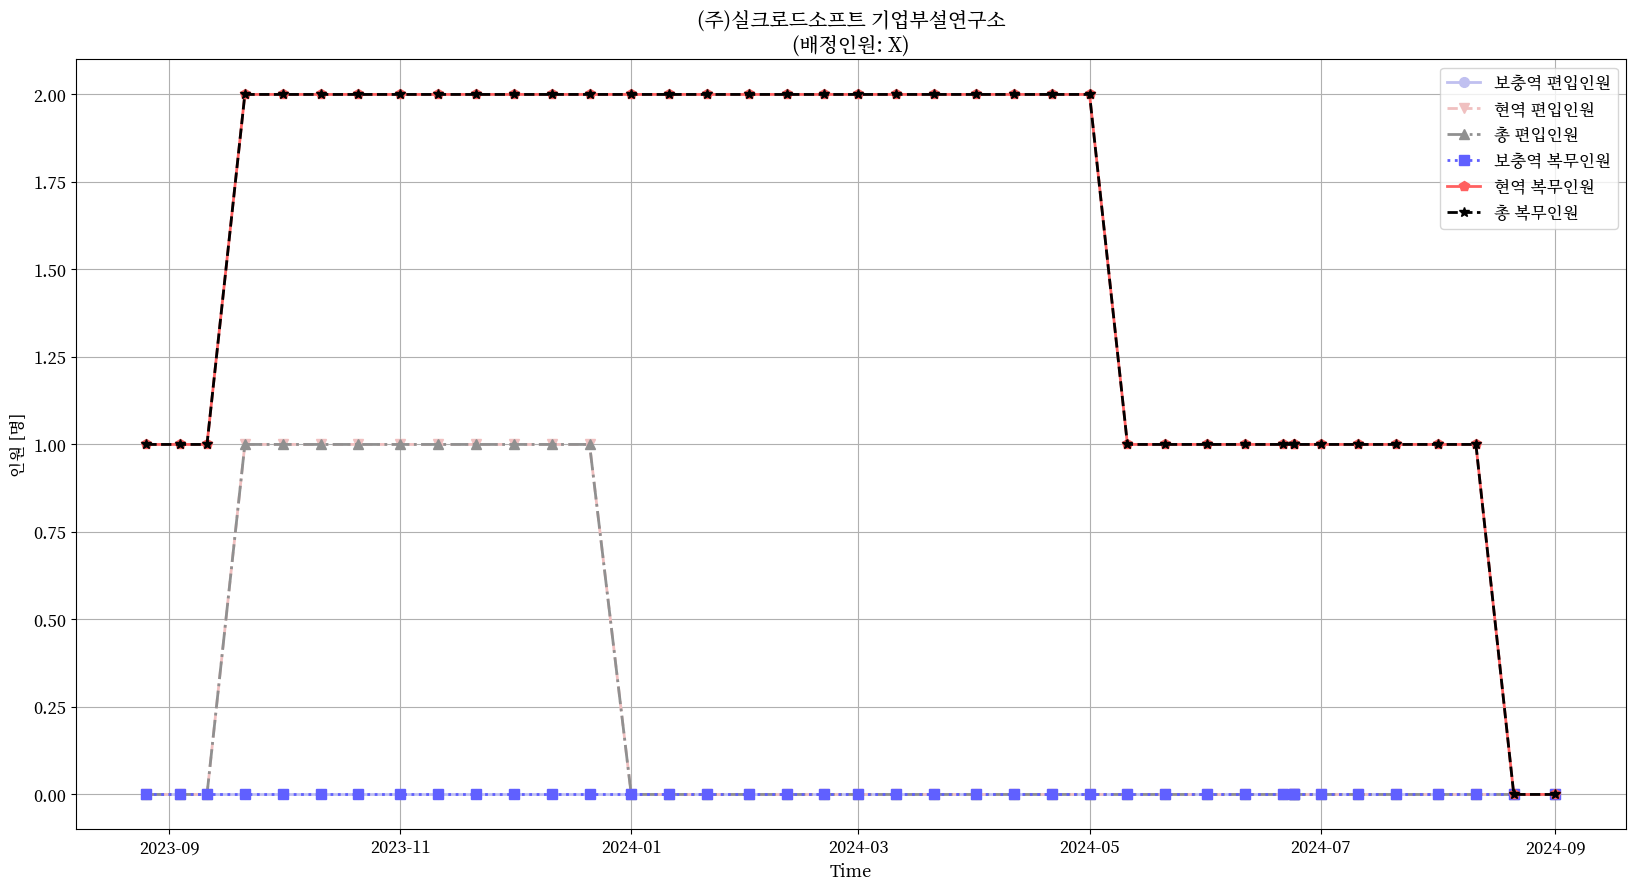 (주)실크로드소프트 기업부설연구소
(배정인원: X)
보충역 편입인원
현역 편입인원
총 편입인원
보충역 복무인원
현역 복무인원
총 복무인원
인원 [명]
2.00
1.75
1.50
1.25
1.00
0.75
0.50
0.25
0.00
2023-09
2023-11
2024-01
2024-03
2024-05
2024-07
2024-09
Time